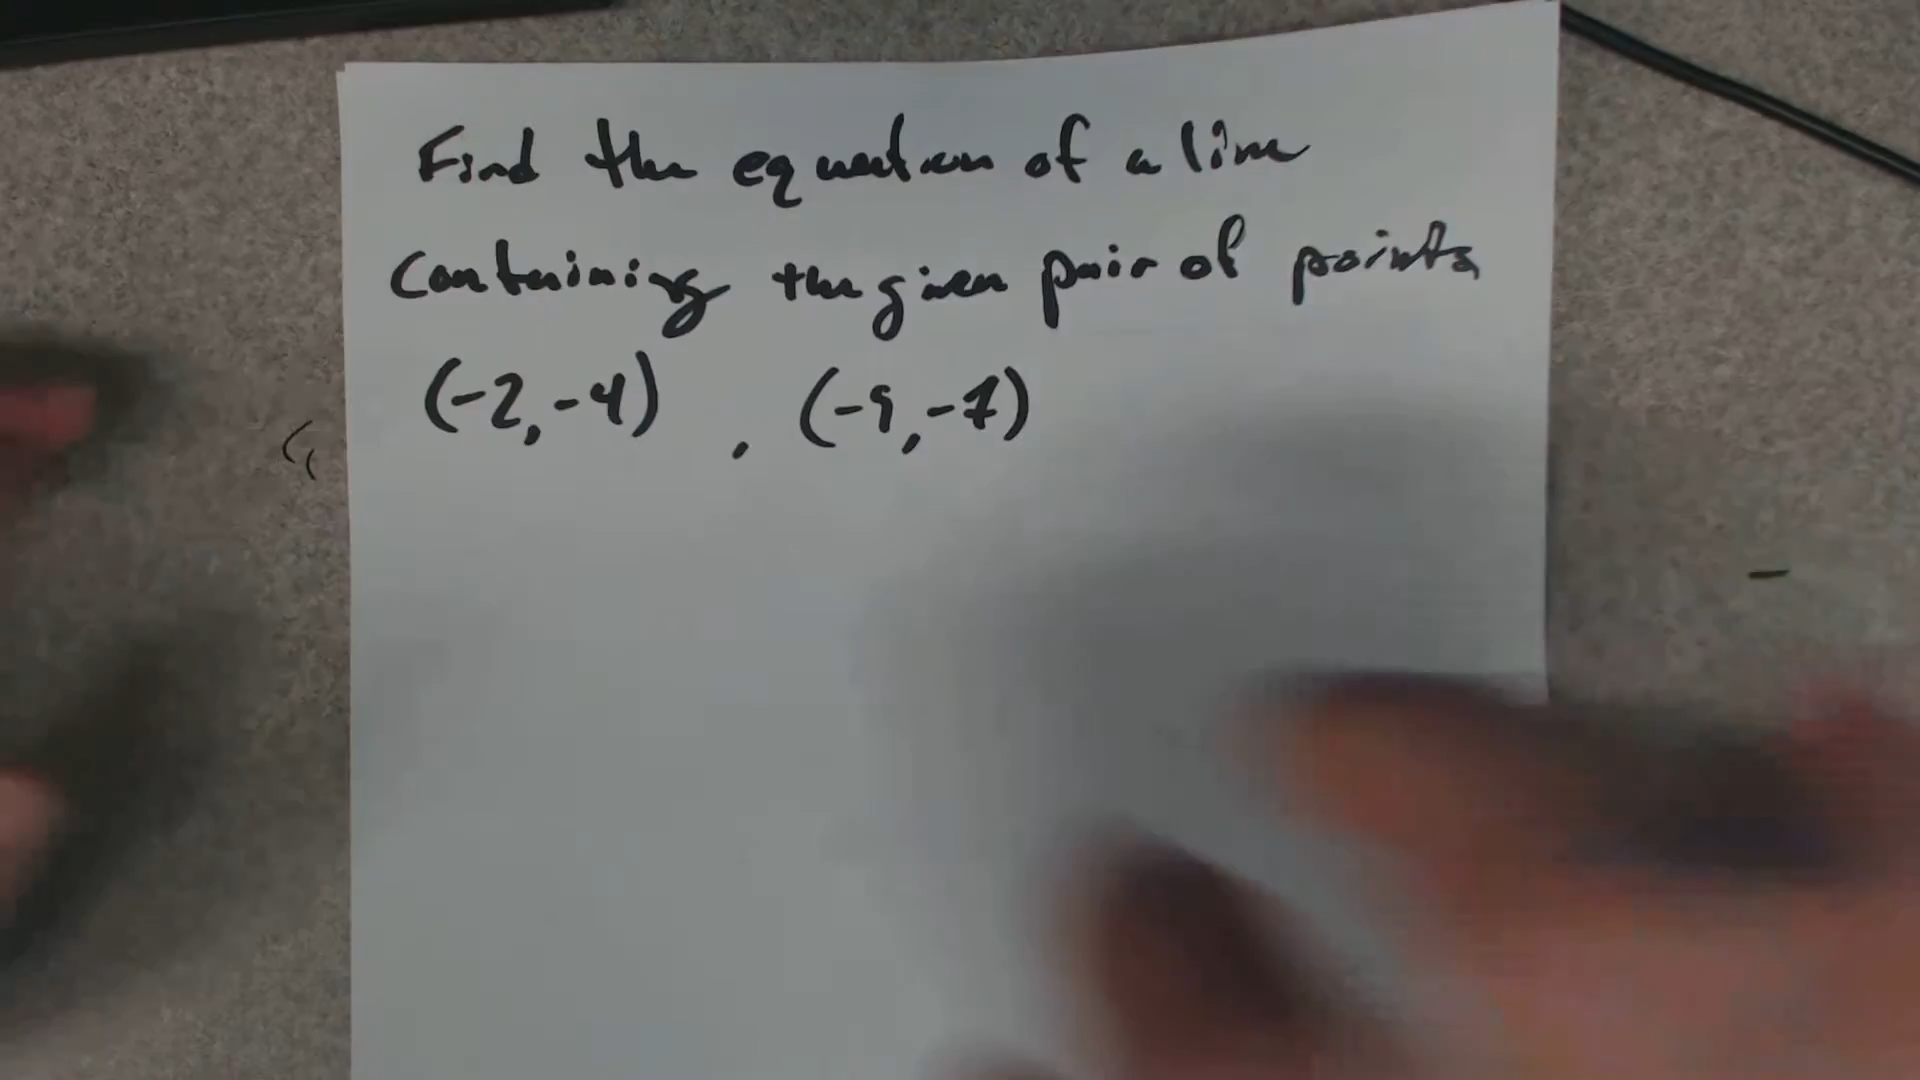 Find the equation of a line
containing the given pair of points
(-2,-4) , (-9,-7)